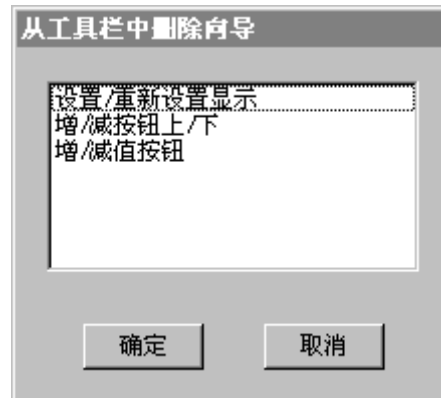 从工具栏中删除向导
设置/重新设置显示
增/减按钮上/下
增/减值按钮
确定
取消